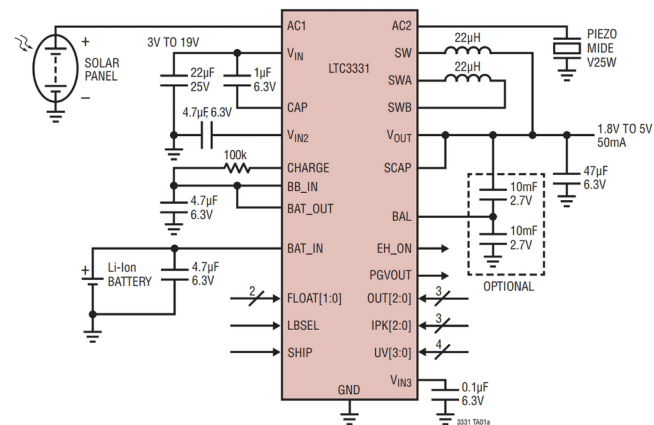 AC1
AC2
SOLAR
PANEL
+
–
3V TO 19V
VIN
LTC3331
SW
22µH
PIEZO
MIDE
V25W
22µF
25V
1µF
6.3V
CAP
SWA
22µH
SWB
4.7µF, 6.3V
VIN2
VOUT
1.8V TO 5V
50mA
100k
CHARGE
SCAP
BB_IN
4.7µF
6.3V
BAT_OUT
BAL
10mF
2.7V
10mF
2.7V
47µF
6.3V
OPTIONAL
BAT_IN
EH_ON
+
Li-Ion
BATTERY
4.7µF
6.3V
PGVOUT
2
FLOAT[1:0]
OUT[2:0]
3
LBSEL
IPK[2:0]
3
SHIP
UV[3:0]
4
VIN3
0.1µF
6.3V
GND
3331 TA01a